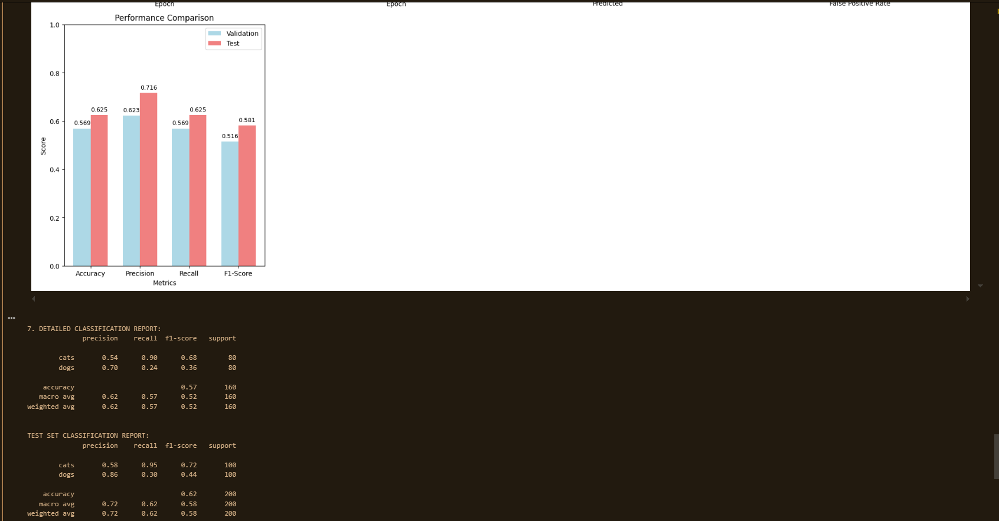 Epoch Epoch Predicted False Positive Rate
Performance Comparison
1.0
Validation
Test
0.8
0.716
0.625 0.623 0.625
0.569 0.569 0.581
0.6
0.516
Score
0.4
0.2
0.0
Accuracy Precision Recall F1-Score
Metrics
...
7. DETAILED CLASSIFICATION REPORT:
precision recall f1-score support
cats 0.54 0.90 0.68 80
dogs 0.70 0.24 0.36 80
accuracy 0.57 160
macro avg 0.62 0.57 0.52 160
weighted avg 0.62 0.57 0.52 160
TEST SET CLASSIFICATION REPORT:
precision recall f1-score support
cats 0.58 0.95 0.72 100
dogs 0.86 0.30 0.44 100
accuracy 0.62 200
macro avg 0.72 0.62 0.58 200
weighted avg 0.72 0.62 0.58 200